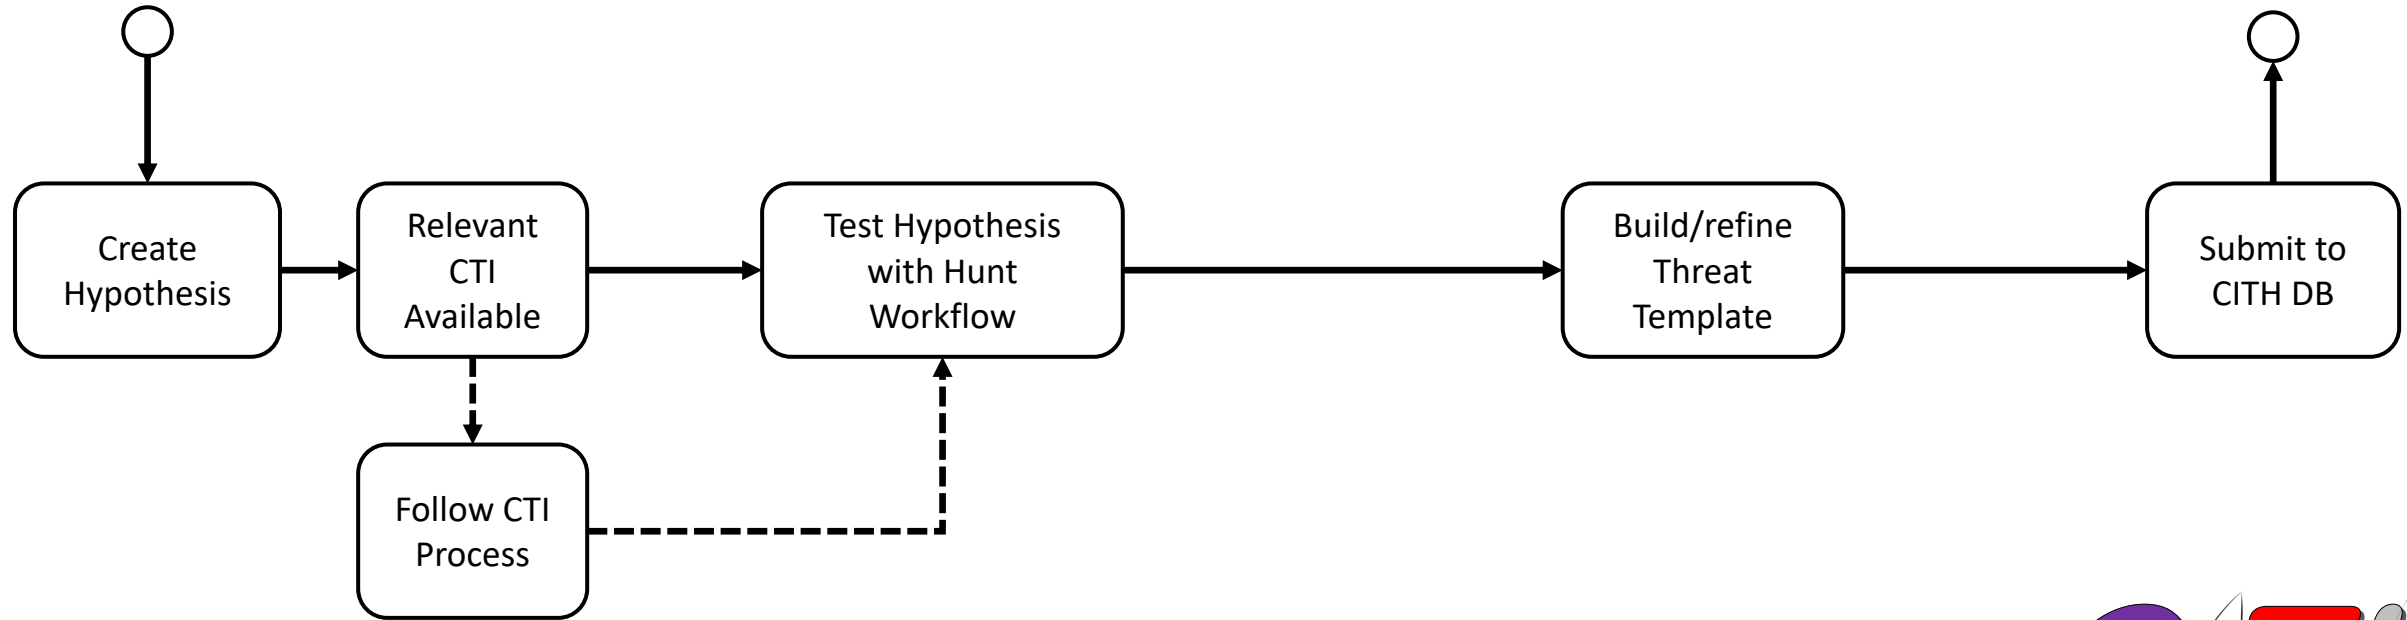 Create
Hypothesis
Relevant
CTI
Available
Test Hypothesis
with Hunt
Workflow
Build/refine
Threat
Template
Submit to
CITH DB
Follow CTI
Process